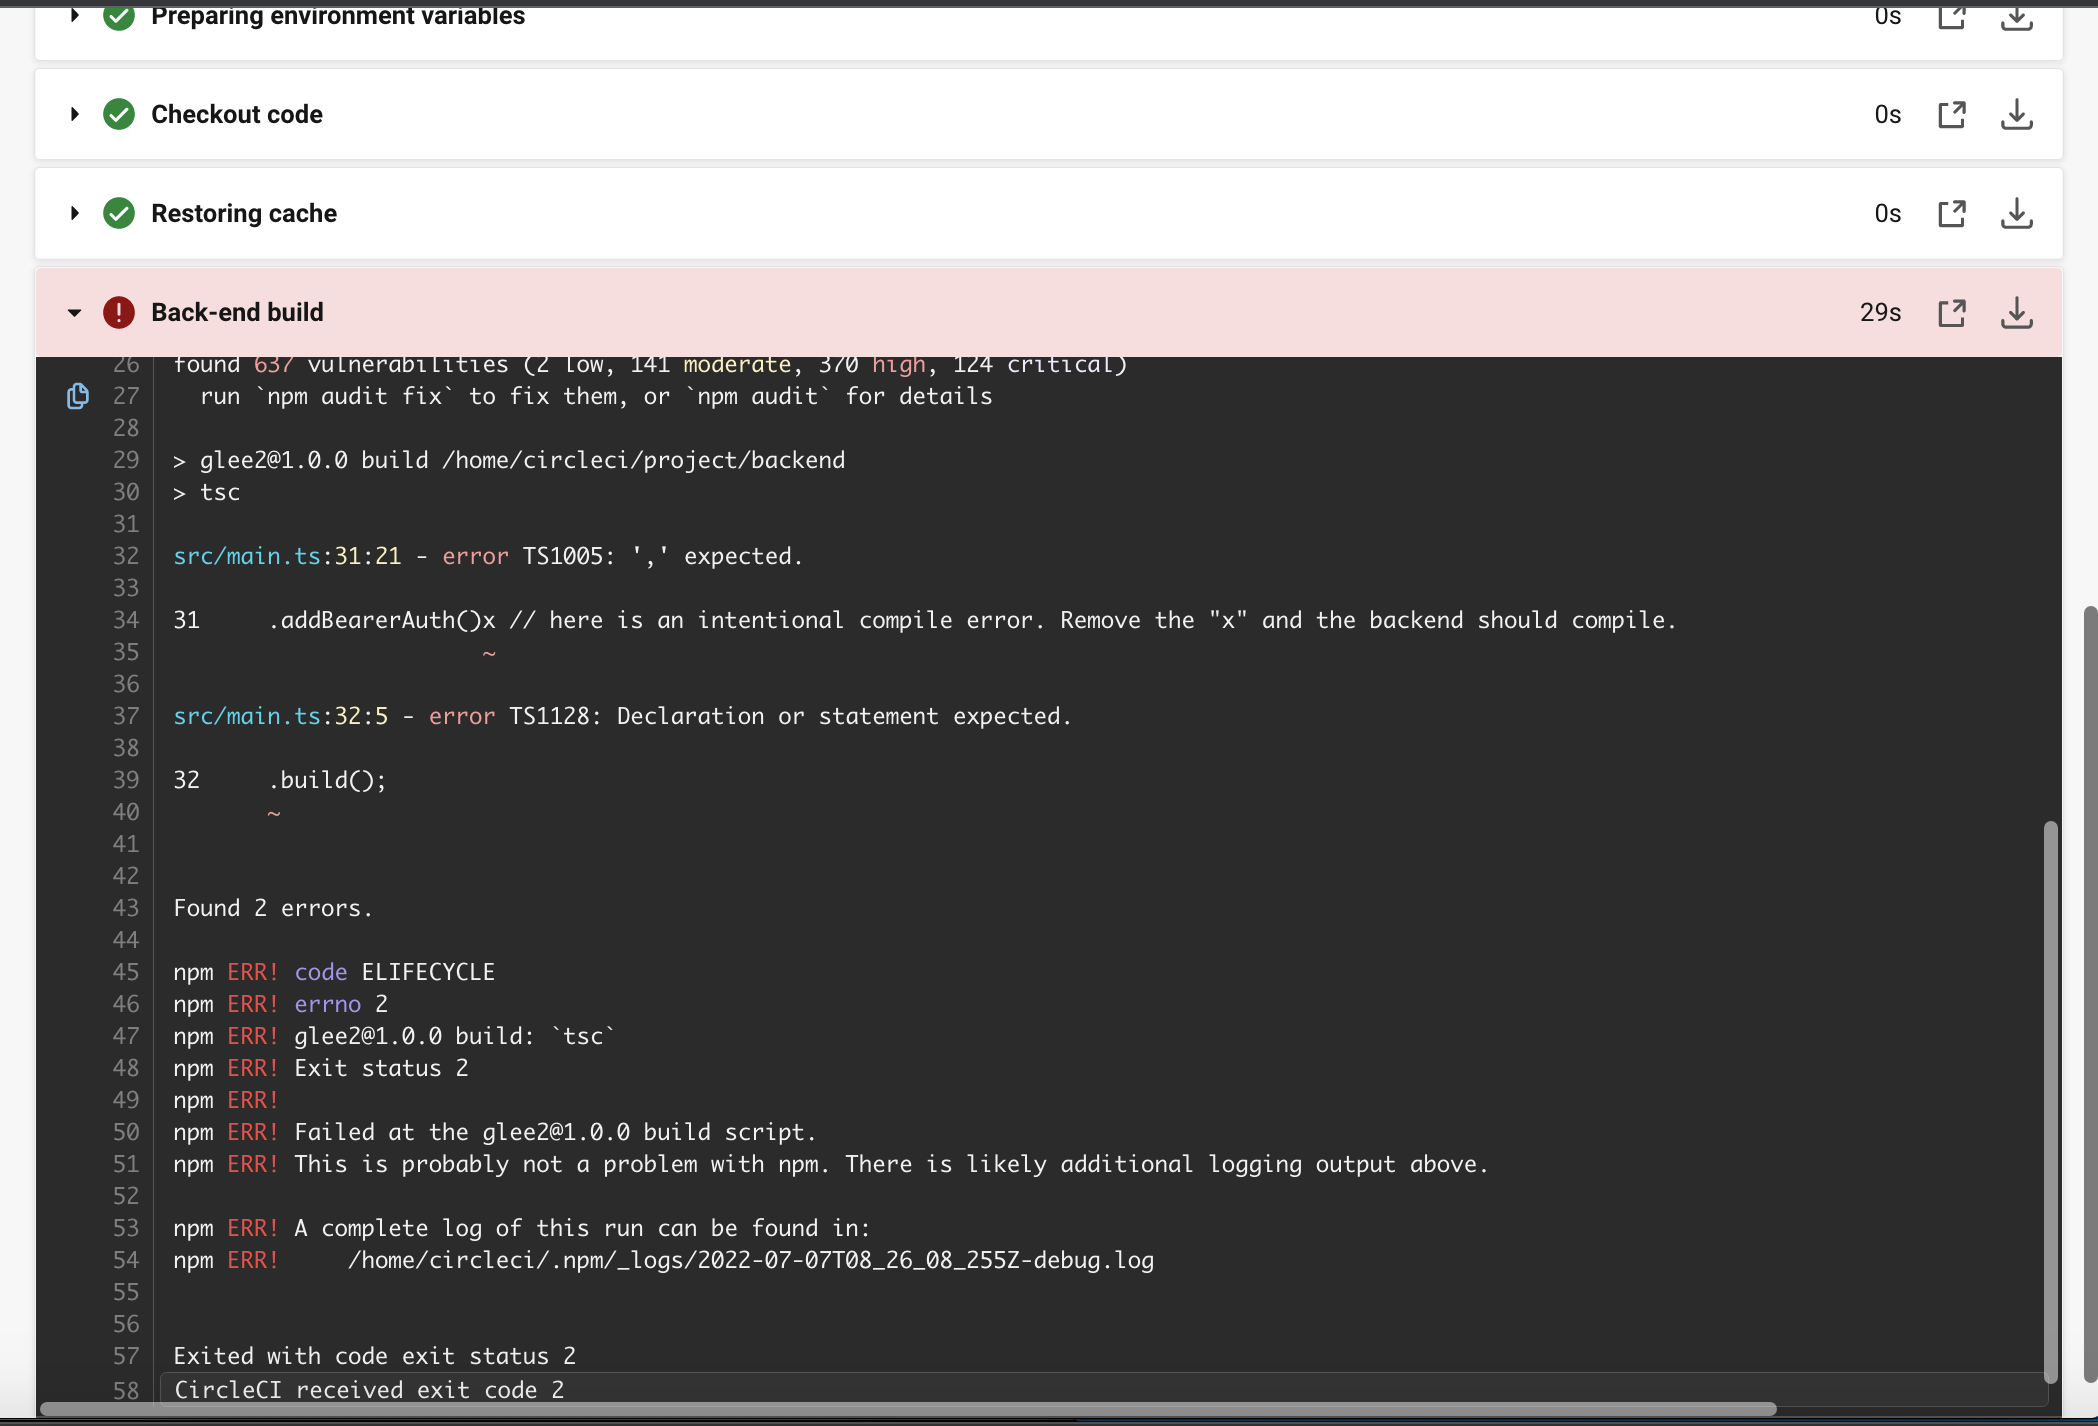 Preparing environment variables 0s
Checkout code 0s
Restoring cache 0s
Back-end build 29s
26 found 637 vulnerabilities (2 low, 141 moderate, 370 high, 124 critical)
27 run `npm audit fix` to fix them, or `npm audit` for details
28
29 > glee2@1.0.0 build /home/circleci/project/backend
30 > tsc
31
32 src/main.ts:31:21 - error TS1005: ',' expected.
33
34 31     .addBearerAuth()x // here is an intentional compile error. Remove the "x" and the backend should compile.
35 ~
36
37 src/main.ts:32:5 - error TS1128: Declaration or statement expected.
38
39 32     .build();
40 ~
41
42
43 Found 2 errors.
44
45 npm ERR! code ELIFECYCLE
46 npm ERR! errno 2
47 npm ERR! glee2@1.0.0 build: `tsc`
48 npm ERR! Exit status 2
49 npm ERR!
50 npm ERR! Failed at the glee2@1.0.0 build script.
51 npm ERR! This is probably not a problem with npm. There is likely additional logging output above.
52
53 npm ERR! A complete log of this run can be found in:
54 npm ERR!     /home/circleci/.npm/_logs/2022-07-07T08_26_08_255Z-debug.log
55
56
57 Exited with code exit status 2
58 CircleCI received exit code 2